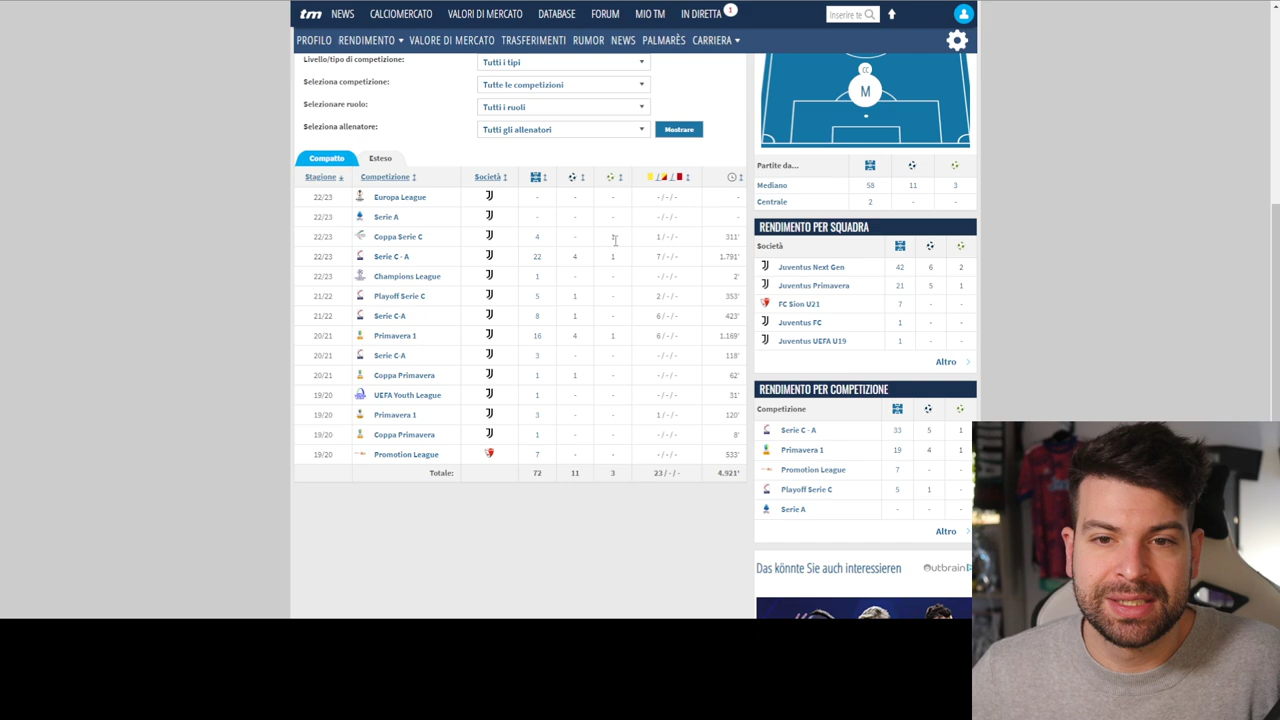 tm NEWS CALCIOMERCATO VALORI DI MERCATO DATABASE FORUM MIO TM IN DIRETTA 1 inserire te
PROFILO RENDIMENTO VALORE DI MERCATO TRASFERIMENTI RUMOR NEWS PALMARÈS CARRIERA
Livello/tipo di competizione: Tutti i tipi
Seleziona competizione: Tutte le competizioni
Selezionare ruolo: Tutti i ruoli
Seleziona allenatore: Tutti gli allenatori Mostrare
Compatto Esteso
Stagione Competizione Società
22/23 Europa League - - - - / - / - -
22/23 Serie A - - - - / - / - -
22/23 Coppa Serie C 4 - 1 / - / - 311'
22/23 Serie C - A 22 4 1 7 / - / - 1.791'
22/23 Champions League 1 - - - / - / - 2'
21/22 Playoff Serie C 5 1 - 2 / - / - 353'
21/22 Serie C-A 8 1 - 6 / - / - 423'
20/21 Primavera 1 16 4 1 6 / - / - 1.169'
20/21 Serie C-A 3 - - - / - / - 118'
20/21 Coppa Primavera 1 1 - - / - / - 62'
19/20 UEFA Youth League 1 - - - / - / - 31'
19/20 Primavera 1 3 - - 1 / - / - 120'
19/20 Coppa Primavera 1 - - - / - / - 8'
19/20 Promotion League 7 - - - / - / - 533'
Totale: 72 11 3 23 / - / - 4.921'
CC
M
Partite da...
Mediano 58 11 3
Centrale 2 - -
RENDIMENTO PER SQUADRA
Società
Juventus Next Gen 42 6 2
Juventus Primavera 21 5 1
FC Sion U21 7 - -
Juventus FC 1 - -
Juventus UEFA U19 1 - -
Altro
RENDIMENTO PER COMPETIZIONE
Competizione
Serie C - A 33 5 1
Primavera 1 19 4 1
Promotion League 7 - -
Playoff Serie C 5 1 -
Serie A - - -
Altro
Das könnte Sie auch interessieren Outbrain